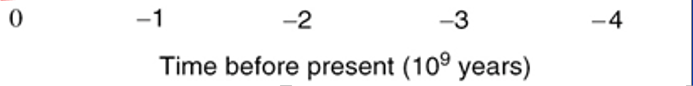 0 –1 –2 –3 –4
Time before present (10⁹ years)